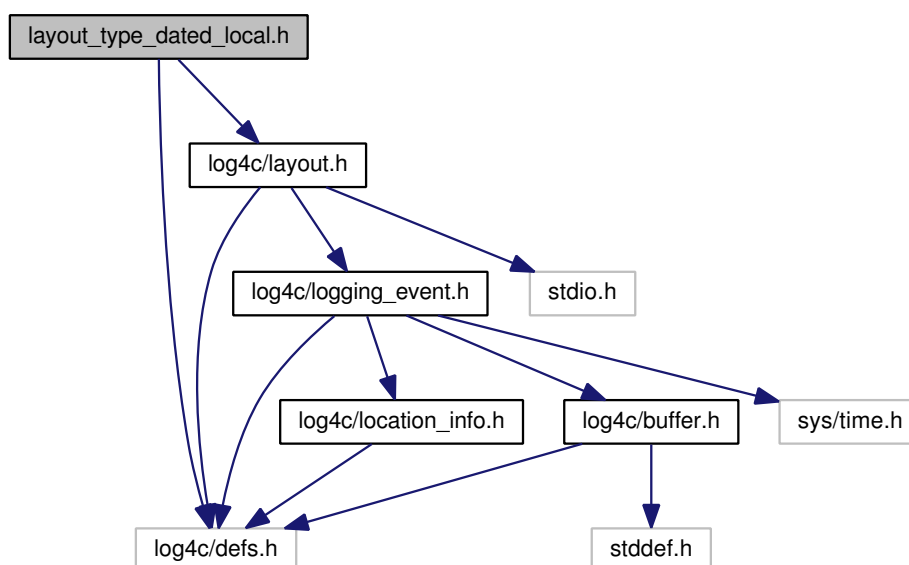 layout_type_dated_local.h
log4c/layout.h
log4c/logging_event.h
stdio.h
log4c/location_info.h
log4c/buffer.h
sys/time.h
log4c/defs.h
stddef.h